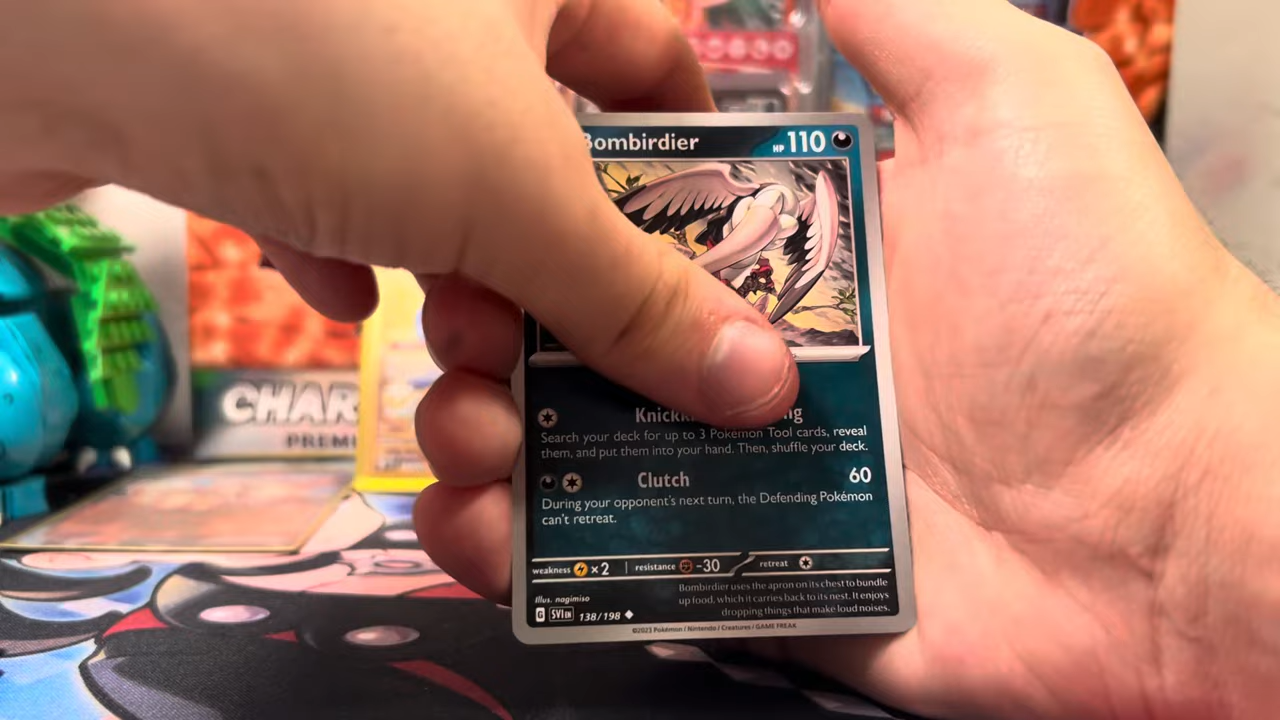 Bombirdier HP 110
Search your deck for up to 3 Pokémon Tool cards, reveal
them, and put them into your hand. Then, shuffle your deck.
Clutch 60
During your opponent's next turn, the Defending Pokémon
can't retreat.
weakness ×2 resistance -30 retreat
Illus. nagimiso
Bombirdier uses the apron on its chest to bundle
up food, which it carries back to its nest. It enjoys
dropping things that make loud noises.
G SVI EN 138/198
©2023 Pokémon / Nintendo / Creatures / GAME FREAK
CHAR
PREMI